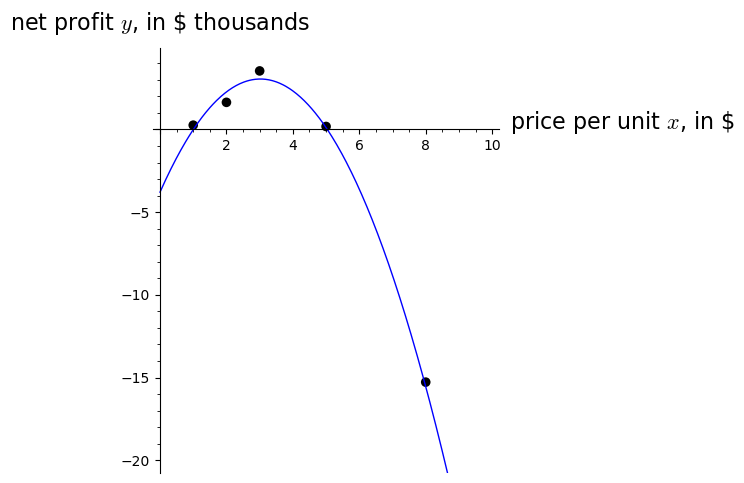 net profit y, in $ thousands
price per unit x, in $
2 4 6 8 10
−5
−10
−15
−20